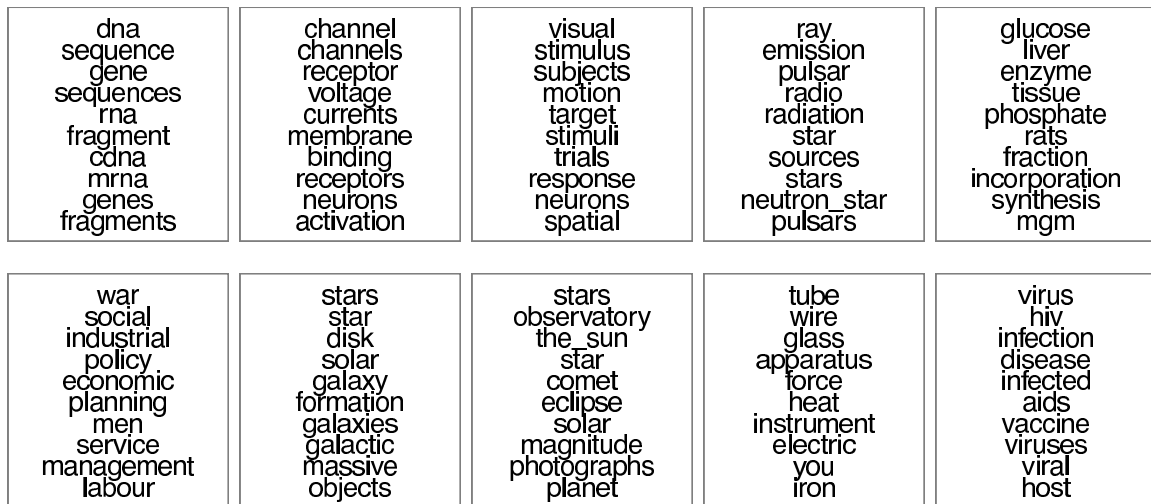 dna
sequence
gene
sequences
rna
fragment
cdna
mrna
genes
fragments
channel
channels
receptor
voltage
currents
membrane
binding
receptors
neurons
activation
visual
stimulus
subjects
motion
target
stimuli
trials
response
neurons
spatial
ray
emission
pulsar
radio
radiation
star
sources
stars
neutron_star
pulsars
glucose
liver
enzyme
tissue
phosphate
rats
fraction
incorporation
synthesis
mgm
war
social
industrial
policy
economic
planning
men
service
management
labour
stars
star
disk
solar
galaxy
formation
galaxies
galactic
massive
objects
stars
observatory
the_sun
star
comet
eclipse
solar
magnitude
photographs
planet
tube
wire
glass
apparatus
force
heat
instrument
electric
you
iron
virus
hiv
infection
disease
infected
aids
vaccine
viruses
viral
host